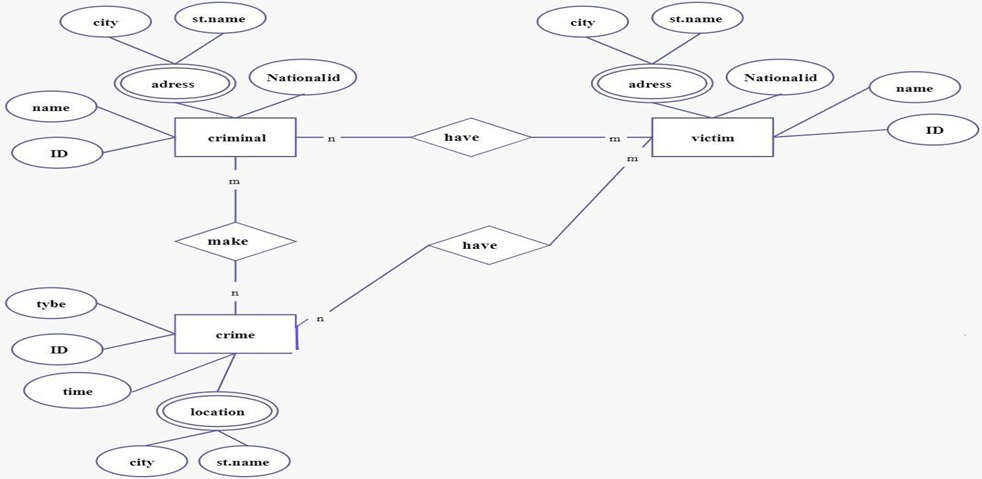 city
st.name
city
st.name
adress
Nationalid
adress
Nationalid
name
name
ID
criminal
n
have
m
victim
ID
m
m
make
have
n
n
tybe
crime
ID
time
location
city
st.name